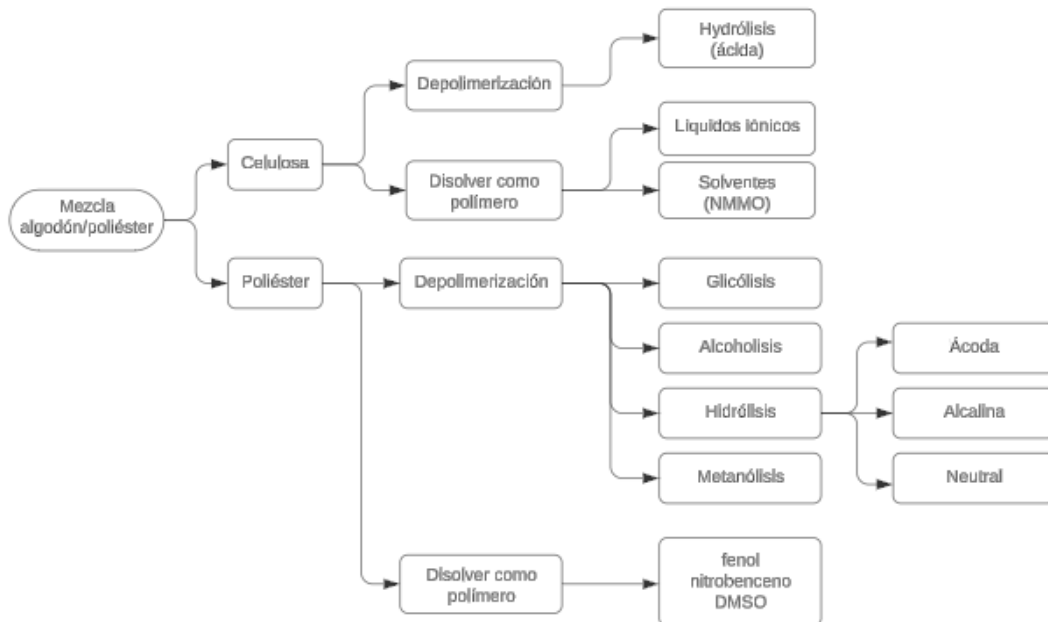 Mezcla
algodón/poliéster
Celulosa
Depolimerización
Hydrólisis
(ácida)
Disolver como
polímero
Líquidos iónicos
Solventes
(NMMO)
Poliéster
Depolimerización
Glicólisis
Alcoholisis
Hidrólisis
Ácoda
Alcalina
Neutral
Metanólisis
Disolver como
polímero
fenol
nitrobenceno
DMSO